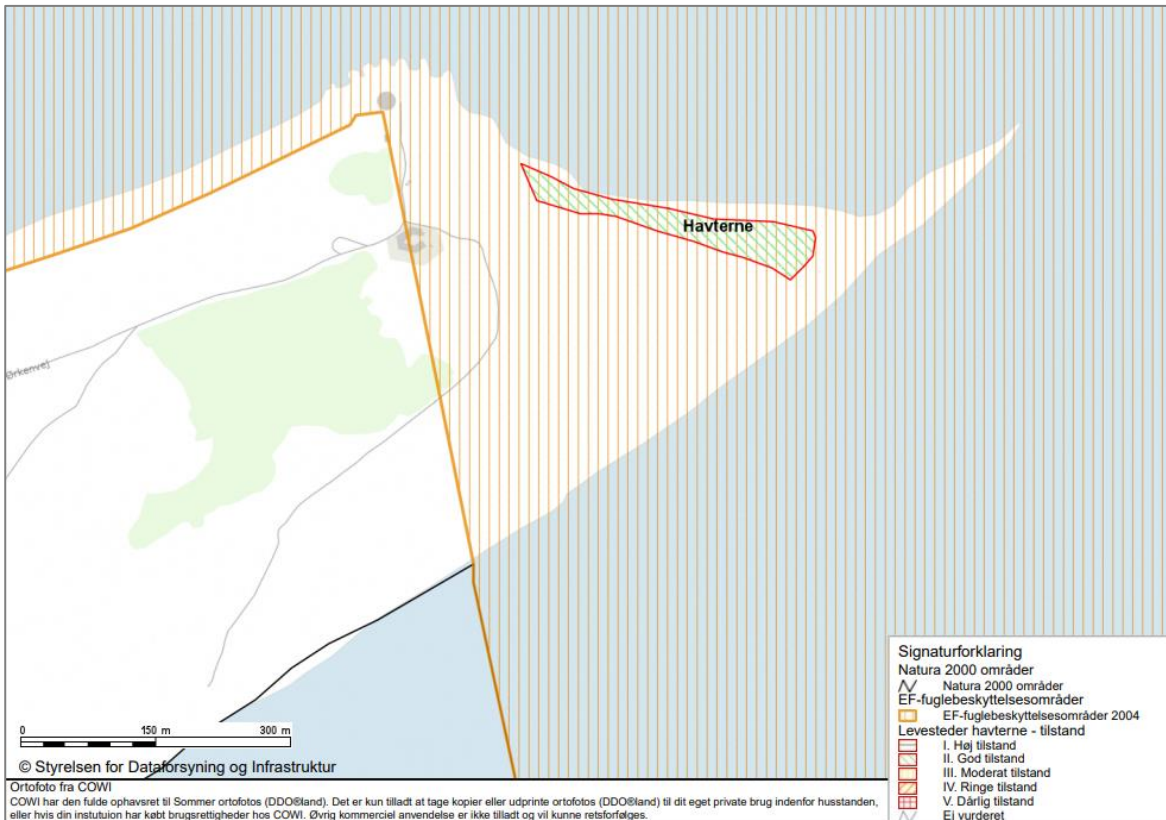 Havterne
Ørkenvej
0 150 m 300 m
© Styrelsen for Dataforsyning og Infrastruktur
Signaturforklaring
Natura 2000 områder
Natura 2000 områder
EF-fuglebeskyttelsesområder
EF-fuglebeskyttelsesområder 2004
Levesteder havterne - tilstand
I. Høj tilstand
II. God tilstand
III. Moderat tilstand
IV. Ringe tilstand
V. Dårlig tilstand
Ej vurderet
Ortofoto fra COWI
COWI har den fulde ophavsret til Sommer ortofotos (DDO®land). Det er kun tilladt at tage kopier eller udprinte ortofotos (DDO®land) til dit eget private brug indenfor husstanden,
eller hvis din instutuion har købt brugsrettigheder hos COWI. Øvrig kommerciel anvendelse er ikke tilladt og vil kunne retsforfølges.